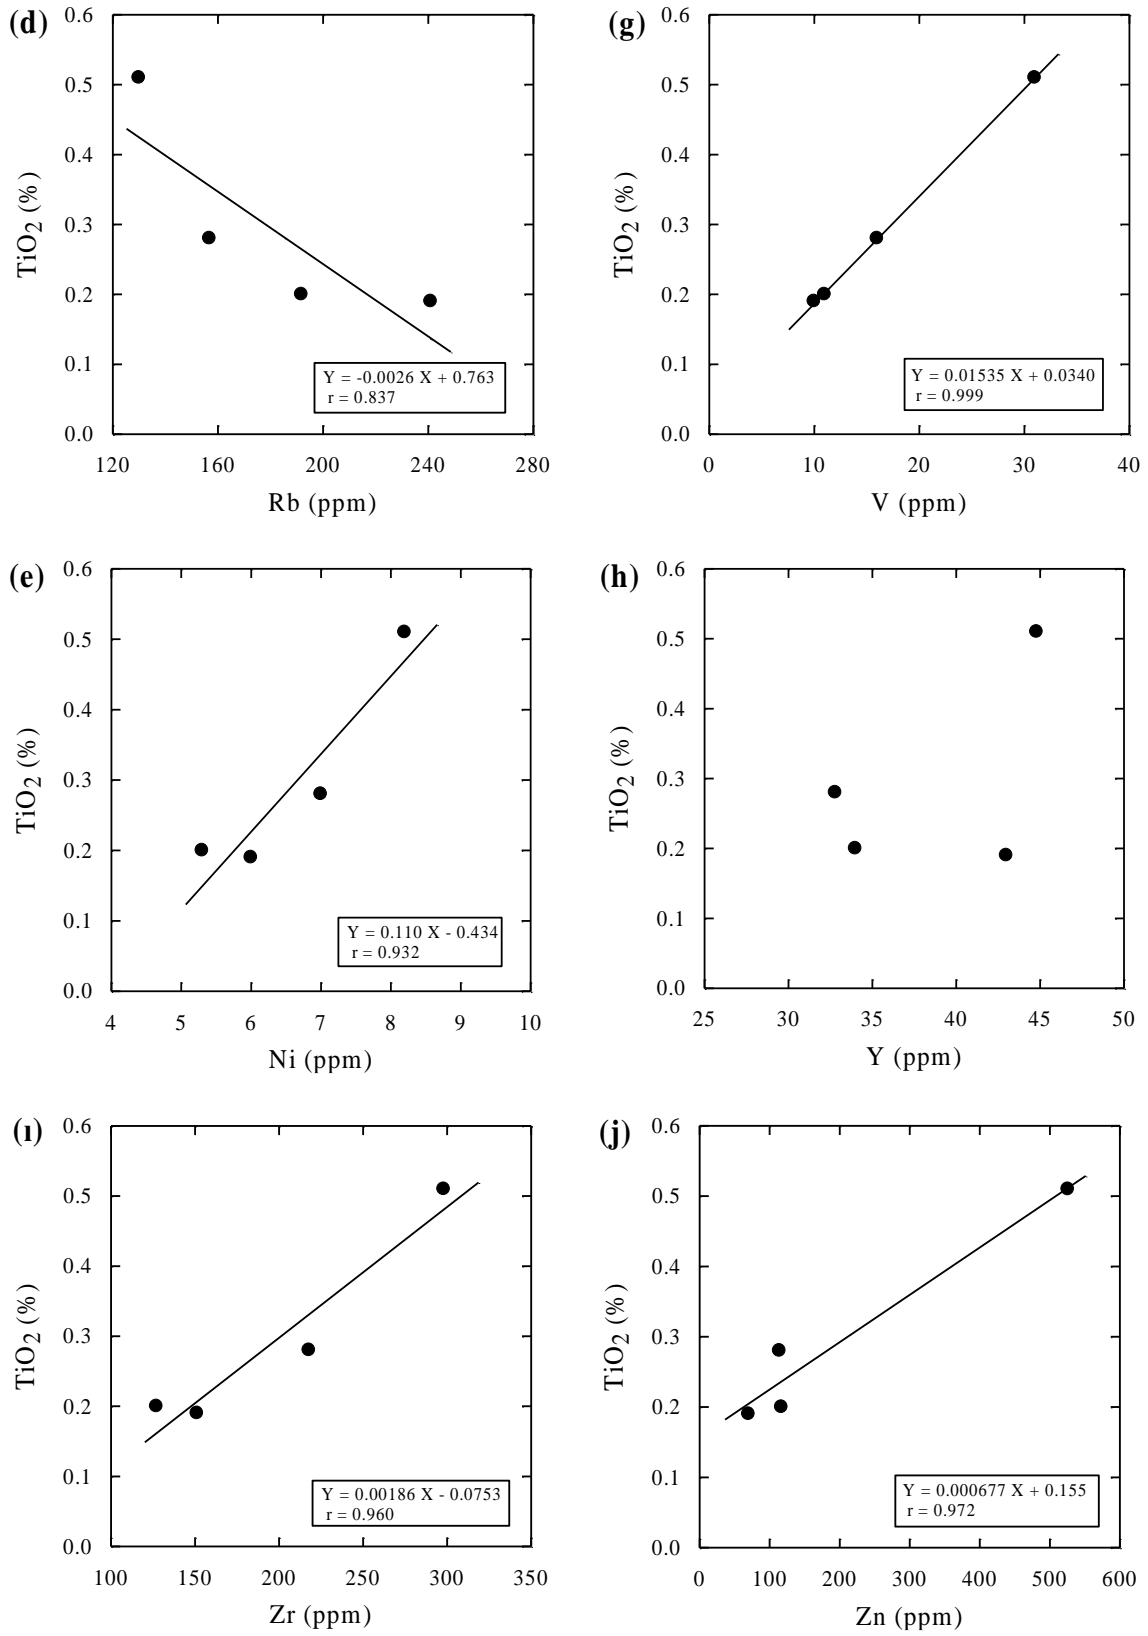 (d)
0.6
0.5
0.4
0.3
0.2
0.1
0.0
TiO2 (%)
Y = -0.0026 X + 0.763
r = 0.837
120 160 200 240 280
Rb (ppm)
(g)
0.6
0.5
0.4
0.3
0.2
0.1
0.0
TiO2 (%)
Y = 0.01535 X + 0.0340
r = 0.999
0 10 20 30 40
V (ppm)
(e)
0.6
0.5
0.4
0.3
0.2
0.1
0.0
TiO2 (%)
Y = 0.110 X - 0.434
r = 0.932
4 5 6 7 8 9 10
Ni (ppm)
(h)
0.6
0.5
0.4
0.3
0.2
0.1
0.0
TiO2 (%)
25 30 35 40 45 50
Y (ppm)
(ı)
0.6
0.5
0.4
0.3
0.2
0.1
0.0
TiO2 (%)
Y = 0.00186 X - 0.0753
r = 0.960
100 150 200 250 300 350
Zr (ppm)
(j)
0.6
0.5
0.4
0.3
0.2
0.1
0.0
TiO2 (%)
Y = 0.000677 X + 0.155
r = 0.972
0 100 200 300 400 500 600
Zn (ppm)